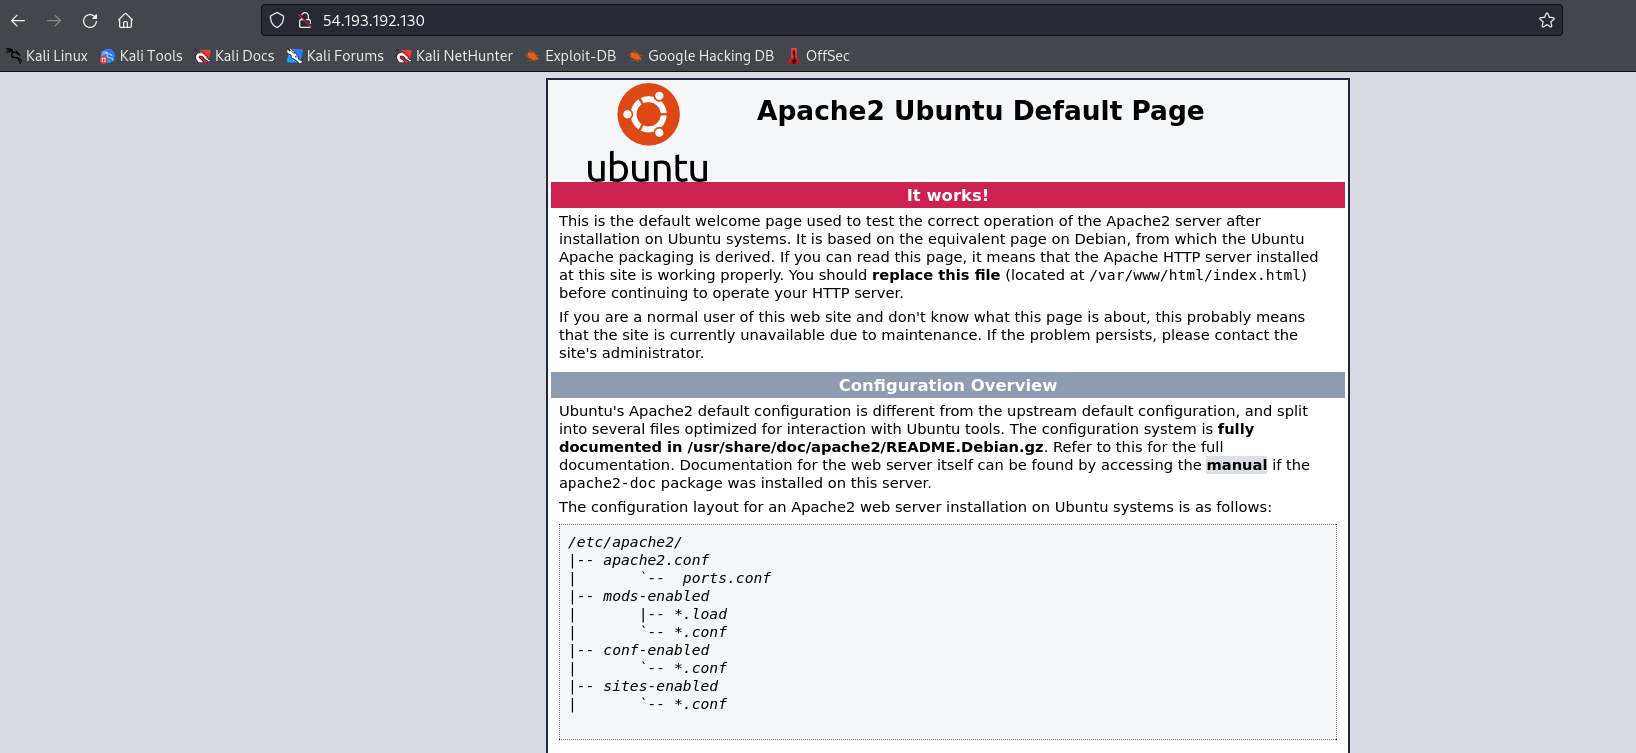 54.193.192.130
Kali Linux Kali Tools Kali Docs Kali Forums Kali NetHunter Exploit-DB Google Hacking DB OffSec
Apache2 Ubuntu Default Page
ubuntu
It works!
This is the default welcome page used to test the correct operation of the Apache2 server after
installation on Ubuntu systems. It is based on the equivalent page on Debian, from which the Ubuntu
Apache packaging is derived. If you can read this page, it means that the Apache HTTP server installed
at this site is working properly. You should replace this file (located at /var/www/html/index.html)
before continuing to operate your HTTP server.
If you are a normal user of this web site and don't know what this page is about, this probably means
that the site is currently unavailable due to maintenance. If the problem persists, please contact the
site's administrator.
Configuration Overview
Ubuntu's Apache2 default configuration is different from the upstream default configuration, and split
into several files optimized for interaction with Ubuntu tools. The configuration system is fully
documented in /usr/share/doc/apache2/README.Debian.gz. Refer to this for the full
documentation. Documentation for the web server itself can be found by accessing the manual if the
apache2-doc package was installed on this server.
The configuration layout for an Apache2 web server installation on Ubuntu systems is as follows:
/etc/apache2/
|-- apache2.conf
|       `--  ports.conf
|-- mods-enabled
|       |-- *.load
|       `-- *.conf
|-- conf-enabled
|       `-- *.conf
|-- sites-enabled
|       `-- *.conf